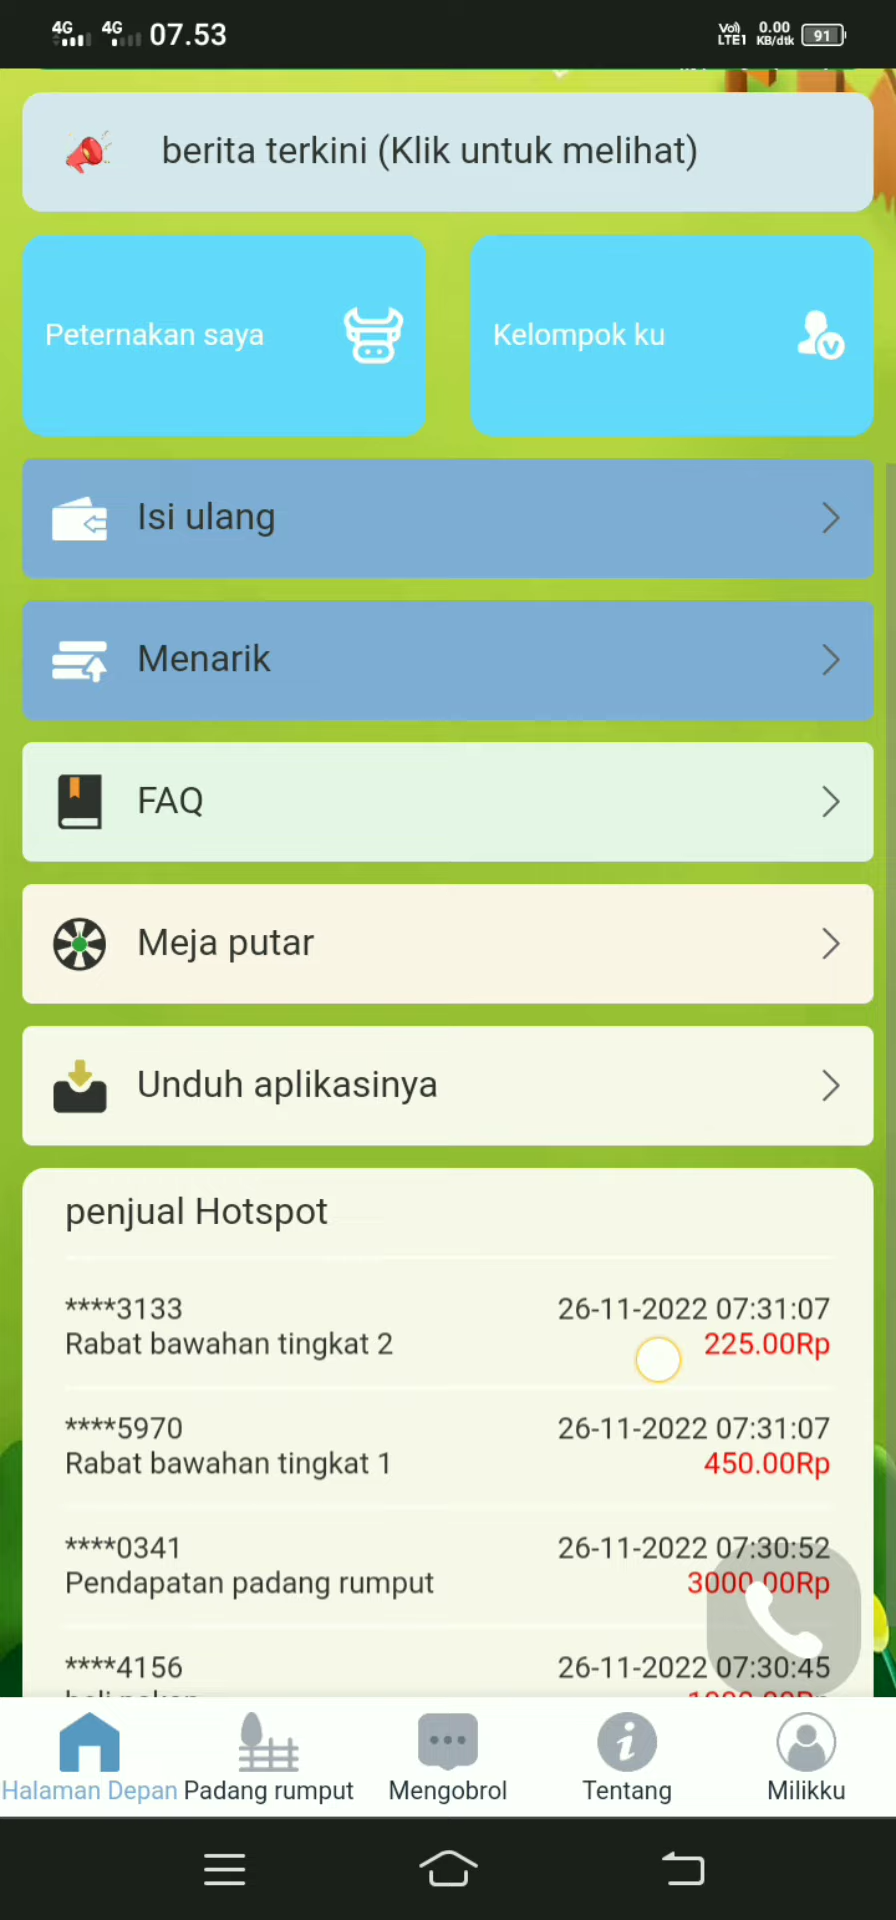 4G 4G 07.53
Vo) LTE1 0.00 KB/dtk 91
berita terkini (Klik untuk melihat)
Peternakan saya
Kelompok ku
Isi ulang
Menarik
FAQ
Meja putar
Unduh aplikasinya
penjual Hotspot
****3133 26-11-2022 07:31:07
Rabat bawahan tingkat 2 225.00Rp
****5970 26-11-2022 07:31:07
Rabat bawahan tingkat 1 450.00Rp
****0341 26-11-2022 07:30:52
Pendapatan padang rumput 3000.00Rp
****4156 26-11-2022 07:30:45
Halaman Depan Padang rumput Mengobrol Tentang Milikku